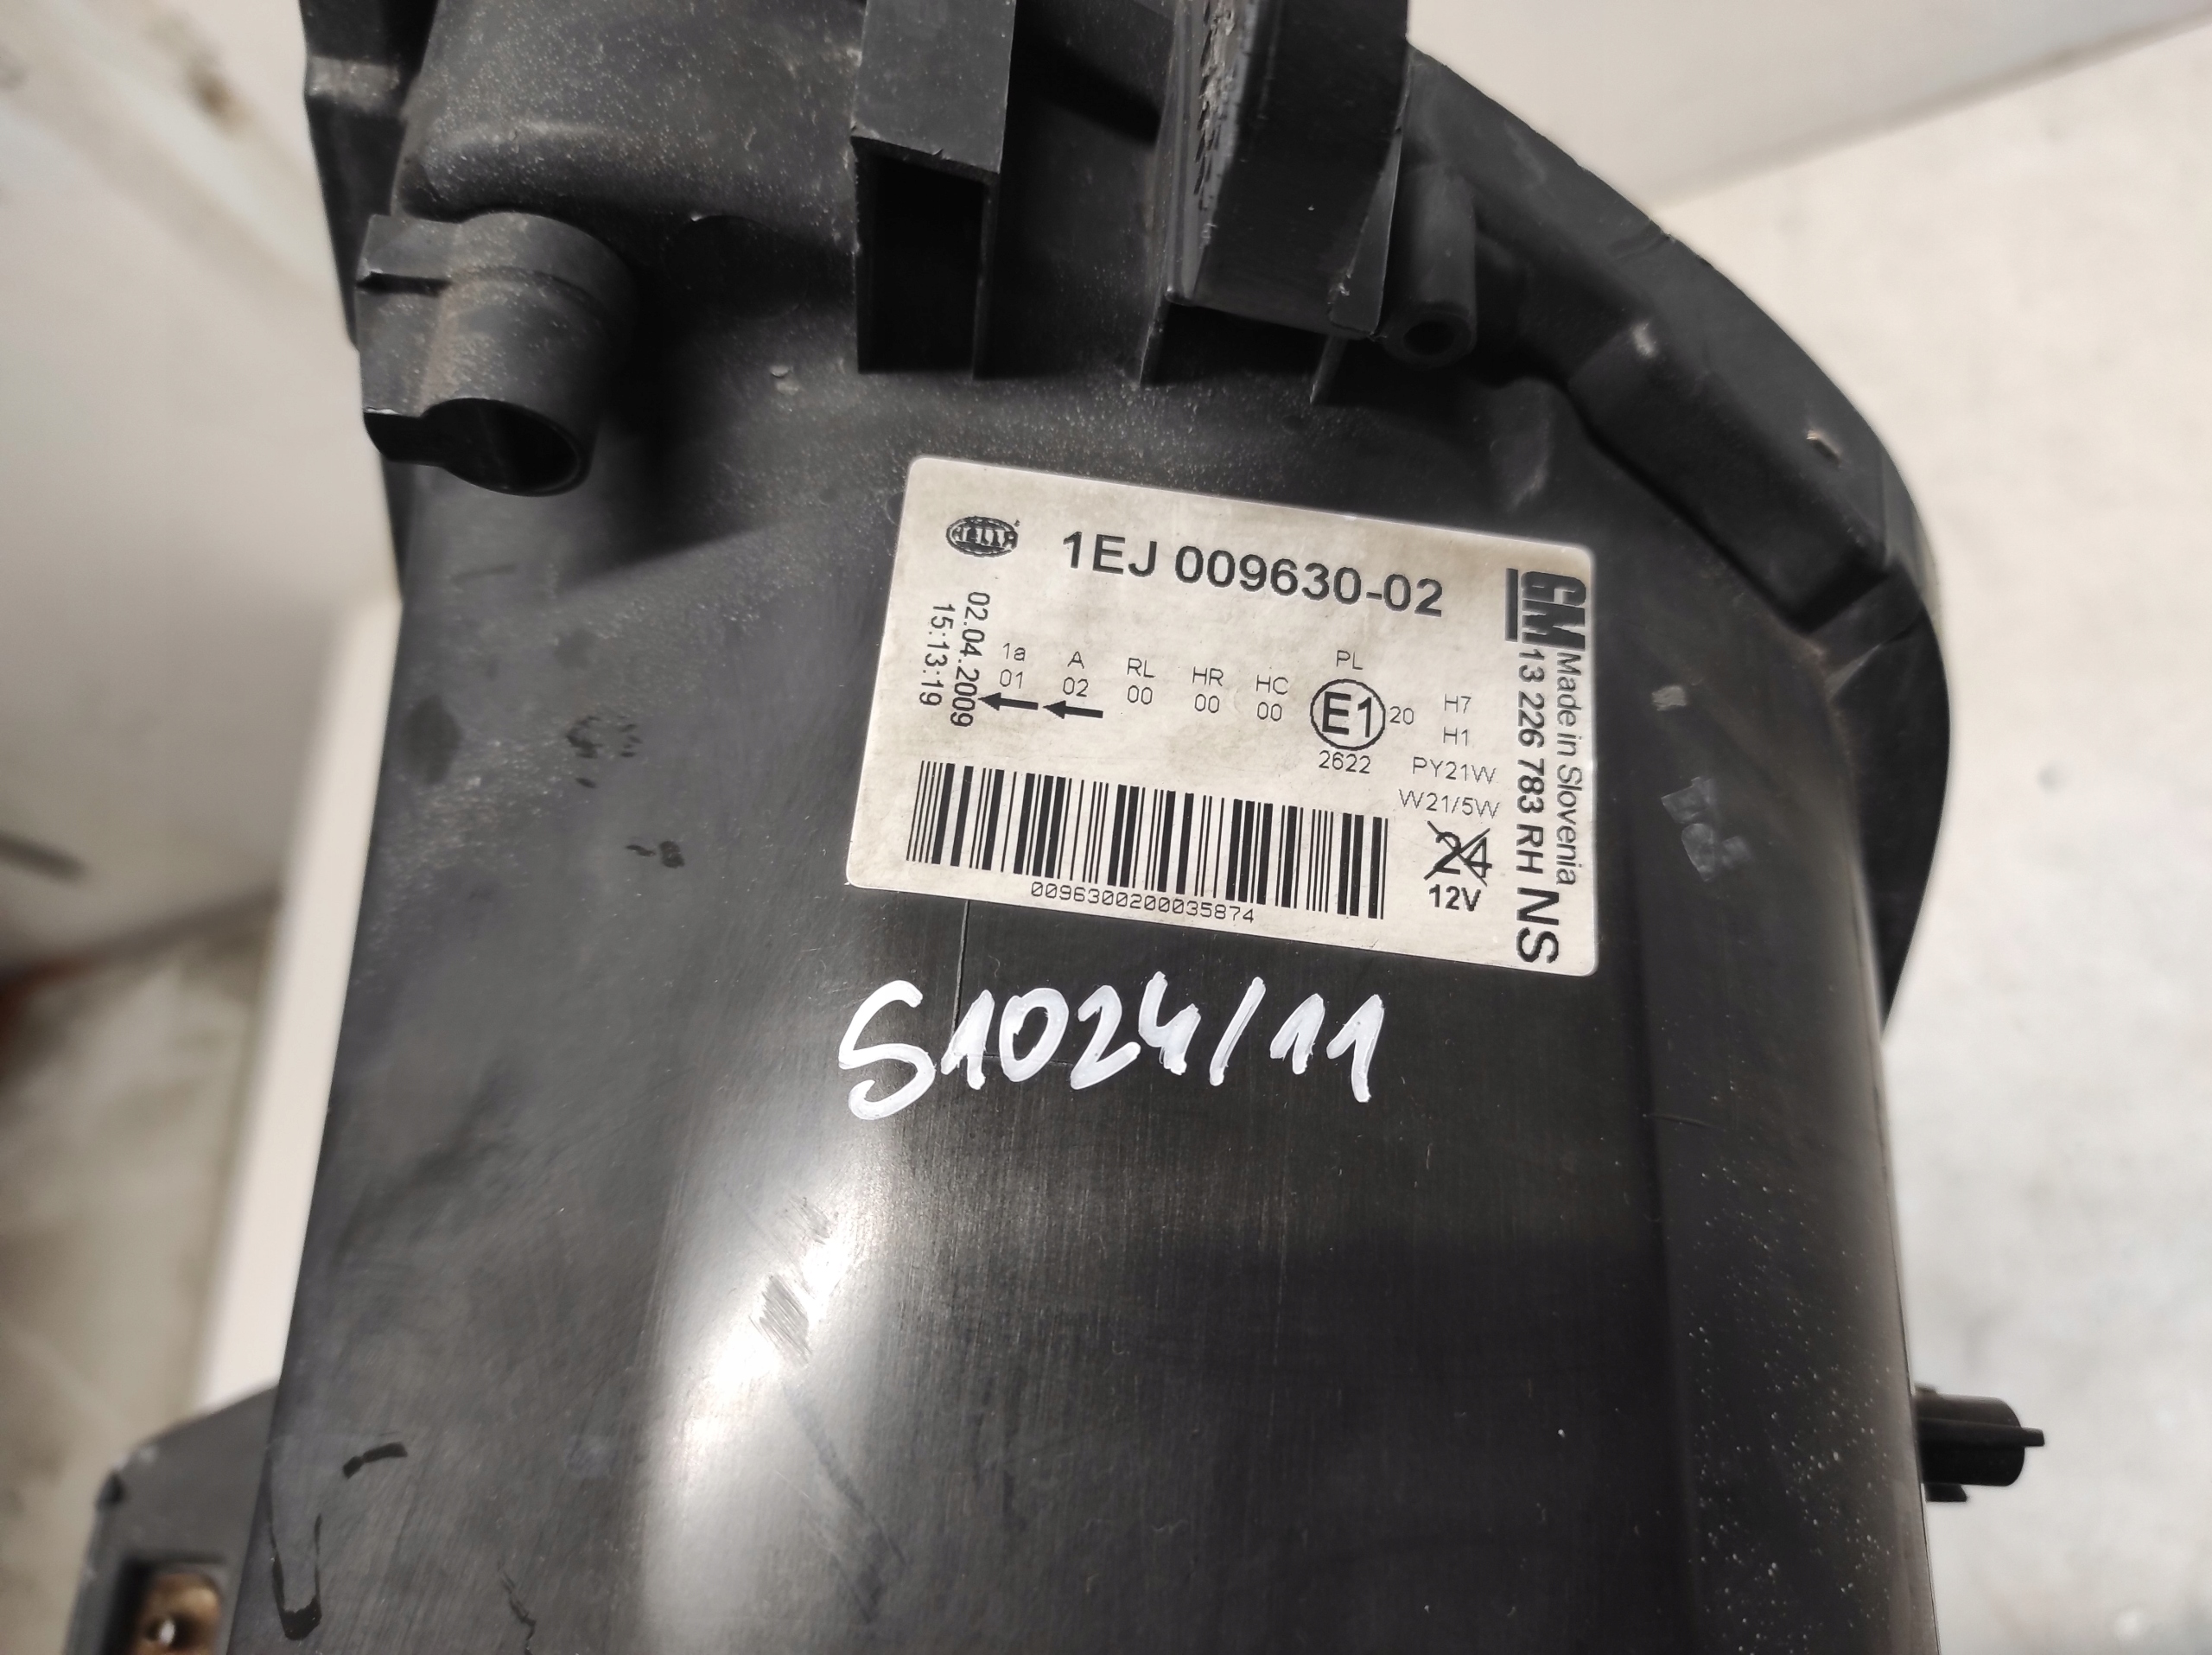 HELLA
1EJ 009630-02
02.04.2009
15:13:19
1a A RL HR HC PL
01 02 00 00 00
E1 20
2622
H7
H1
PY21W
W21/5W
24
12V
GM
Made in Slovenia
13 226 783 RH NS
009630020003 5874
S1024/11